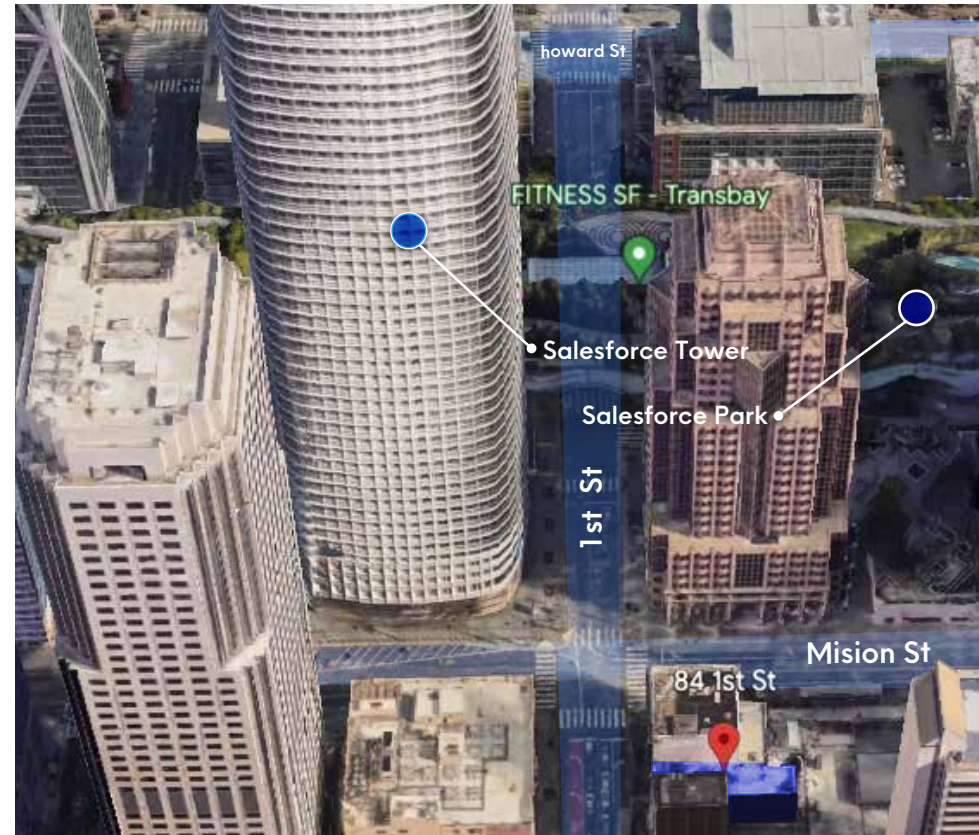 howard St
FITNESS SF - Transbay
Salesforce Tower
Salesforce Park
1st St
Mision St
84 1st St